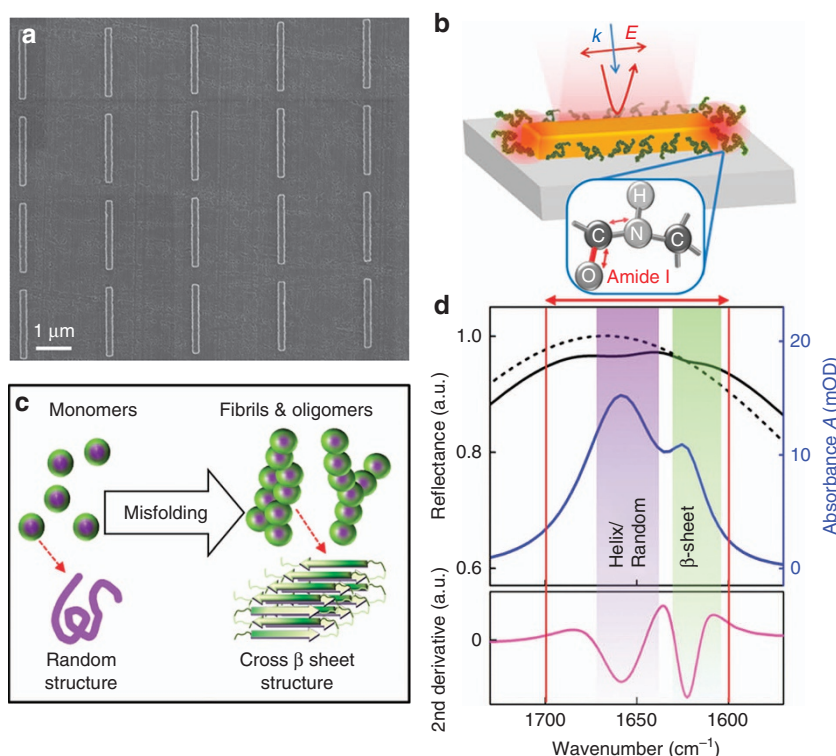 a
1 μm
b
k
E
H
C
N
C
O
Amide I
c
Monomers
Fibrils & oligomers
Misfolding
Random
structure
Cross β sheet
structure
d
Reflectance (a.u.)
1.0
0.8
0.6
Helix/
Random
β-sheet
20
10
0
Absorbance A (mOD)
2nd derivative (a.u.)
0
1700
1650
1600
Wavenumber (cm⁻¹)